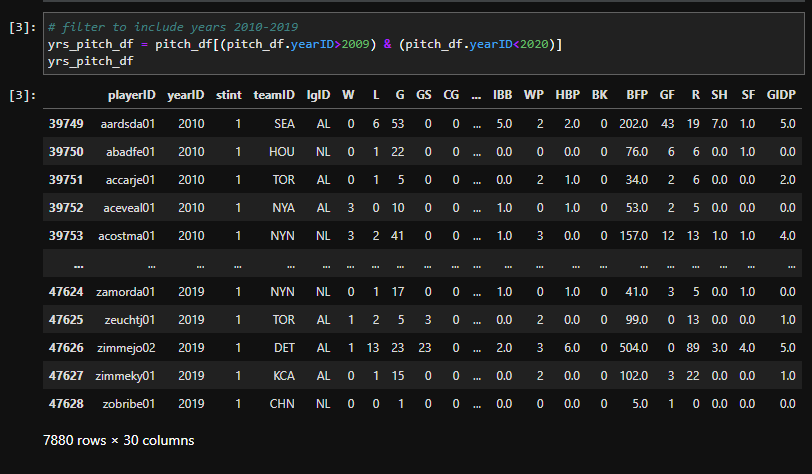 [3]: # filter to include years 2010-2019
yrs_pitch_df = pitch_df[(pitch_df.yearID>2009) & (pitch_df.yearID<2020)]
yrs_pitch_df
[3]: playerID yearID stint teamID lgID W L G GS CG ... IBB WP HBP BK BFP GF R SH SF GIDP
39749 aardsda01 2010 1 SEA AL 0 6 53 0 0 ... 5.0 2 2.0 0 202.0 43 19 7.0 1.0 5.0
39750 abadfe01 2010 1 HOU NL 0 1 22 0 0 ... 0.0 0 0.0 0 76.0 6 6 0.0 1.0 0.0
39751 accarje01 2010 1 TOR AL 0 1 5 0 0 ... 0.0 2 1.0 0 34.0 2 6 0.0 0.0 2.0
39752 aceveal01 2010 1 NYA AL 3 0 10 0 0 ... 1.0 0 1.0 0 53.0 2 5 0.0 0.0 0.0
39753 acostma01 2010 1 NYN NL 3 2 41 0 0 ... 1.0 3 0.0 0 157.0 12 13 1.0 1.0 4.0
... ... ... ... ... ... ... ... ... ... ... ... ... ... ... ... ... ... ... ... ... ...
47624 zamorda01 2019 1 NYN NL 0 1 17 0 0 ... 1.0 0 1.0 0 41.0 3 5 0.0 1.0 0.0
47625 zeuchtj01 2019 1 TOR AL 1 2 5 3 0 ... 0.0 2 0.0 0 99.0 0 13 0.0 0.0 1.0
47626 zimmejo02 2019 1 DET AL 1 13 23 23 0 ... 2.0 3 6.0 0 504.0 0 89 3.0 4.0 5.0
47627 zimmeky01 2019 1 KCA AL 0 1 15 0 0 ... 0.0 2 0.0 0 102.0 3 22 0.0 0.0 1.0
47628 zobribe01 2019 1 CHN NL 0 0 1 0 0 ... 0.0 0 0.0 0 5.0 1 0 0.0 0.0 0.0
7880 rows × 30 columns